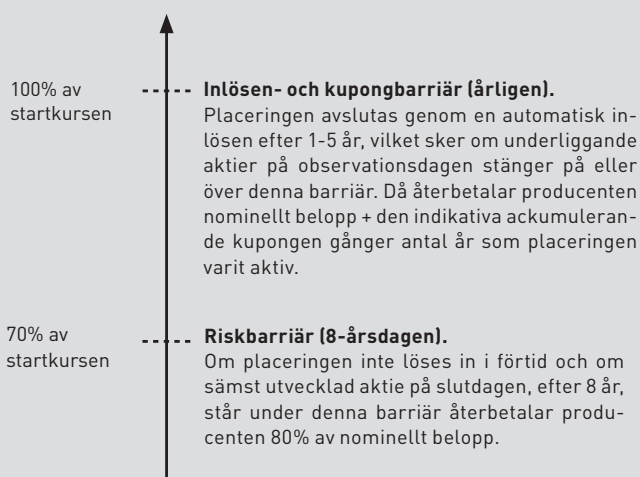 100% av
startkursen
Inlösen- och kupongbarriär (årligen).
Placeringen avslutas genom en automatisk in-
lösen efter 1-5 år, vilket sker om underliggande
aktier på observationsdagen stänger på eller
över denna barriär. Då återbetalar producenten
nominellt belopp + den indikativa ackumuleran-
de kupongen gånger antal år som placeringen
varit aktiv.
70% av
startkursen
Riskbarriär (8-årsdagen).
Om placeringen inte löses in i förtid och om
sämst utvecklad aktie på slutdagen, efter 8 år,
står under denna barriär återbetalar produ-
centen 80% av nominellt belopp.